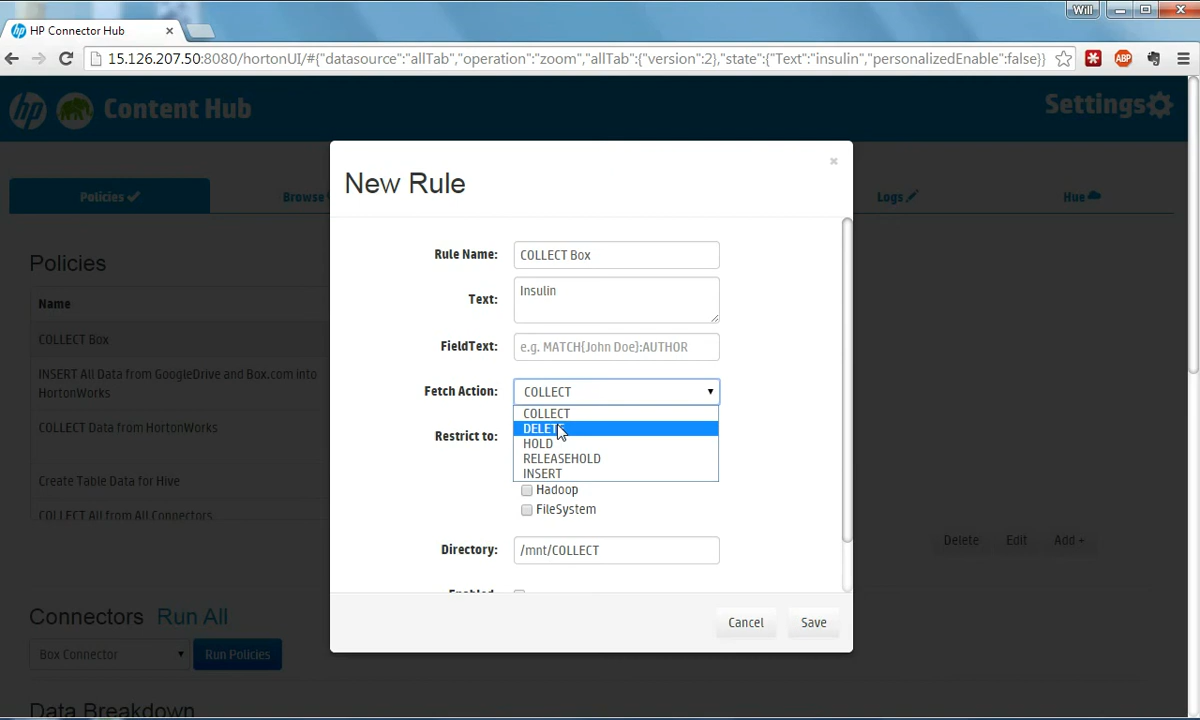 Will
HP Connector Hub
15.126.207.50:8080/hortonUI/#{"datasource":"allTab","operation":"zoom","allTab":{"version":2},"state":{"Text":"insulin","personalizedEnable":false}}
ABP
hp Content Hub
Settings
Policies
Browse
Logs
Hue
New Rule
Policies
Name
COLLECT Box
INSERT All Data from GoogleDrive and Box.com into
HortonWorks
COLLECT Data from HortonWorks
Create Table Data for Hive
COLLECT All from All Connectors
Rule Name:
COLLECT Box
Text:
Insulin
FieldText:
e.g. MATCH{John Doe}:AUTHOR
Fetch Action:
COLLECT
COLLECT
DELETE
HOLD
RELEASEHOLD
INSERT
Restrict to:
Hadoop
FileSystem
Directory:
/mnt/COLLECT
Enabled
Delete
Edit
Add +
Cancel
Save
Connectors
Run All
Box Connector
Run Policies
Data Breakdown